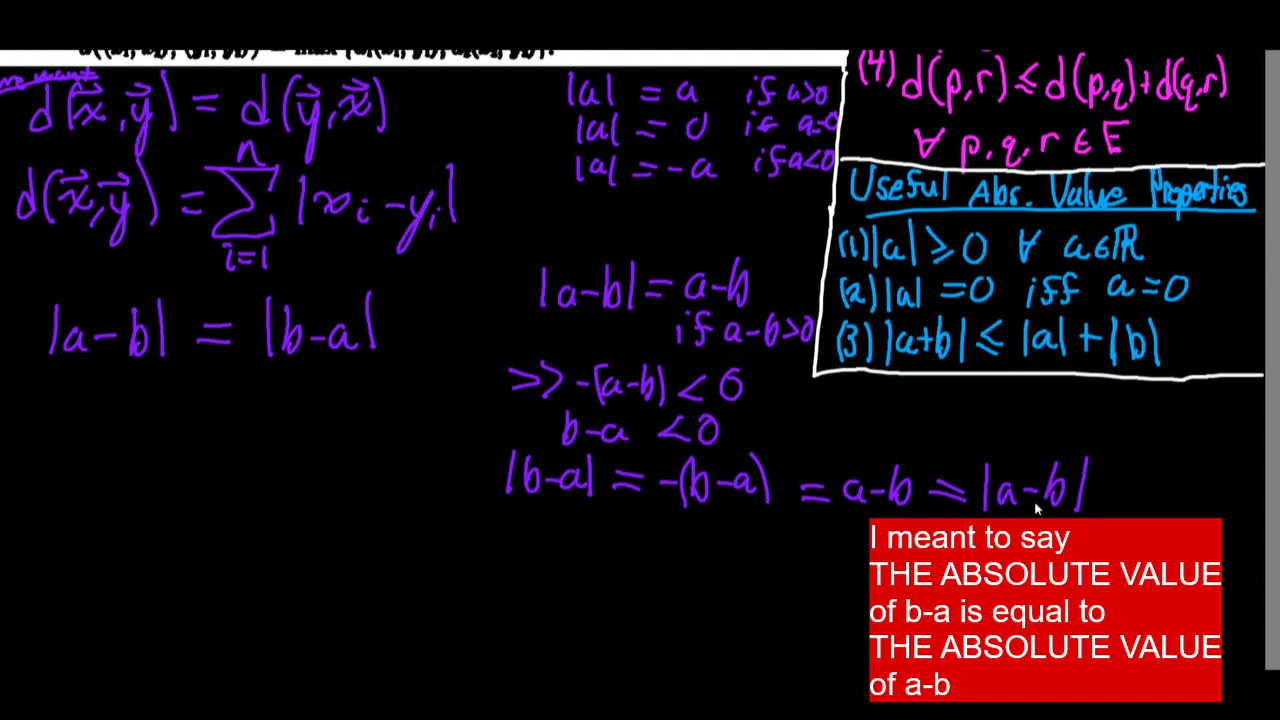 d(x⃗,y⃗) = d(y⃗,x⃗)
d(x⃗,y⃗) = \sum_{i=1}^{n} |x_i - y_i|
|a-b| = |b-a|
|a| = a if a>0
|a| = 0 if a=0
|a| = -a if a<0
|a-b| = a-b
if a-b>0
>> -(a-b) < 0
b-a < 0
|b-a| = -(b-a) = a-b = |a-b|
(4) d(p,r) ≤ d(p,q)+d(q,r)
∀ p,q,r ∈ E
Useful Abs. Value Properties
(1) |a| ≥ 0 ∀ a∈ℝ
(2) |a| = 0 iff a=0
(3) |a+b| ≤ |a| + |b|
I meant to say
THE ABSOLUTE VALUE
of b-a is equal to
THE ABSOLUTE VALUE
of a-b